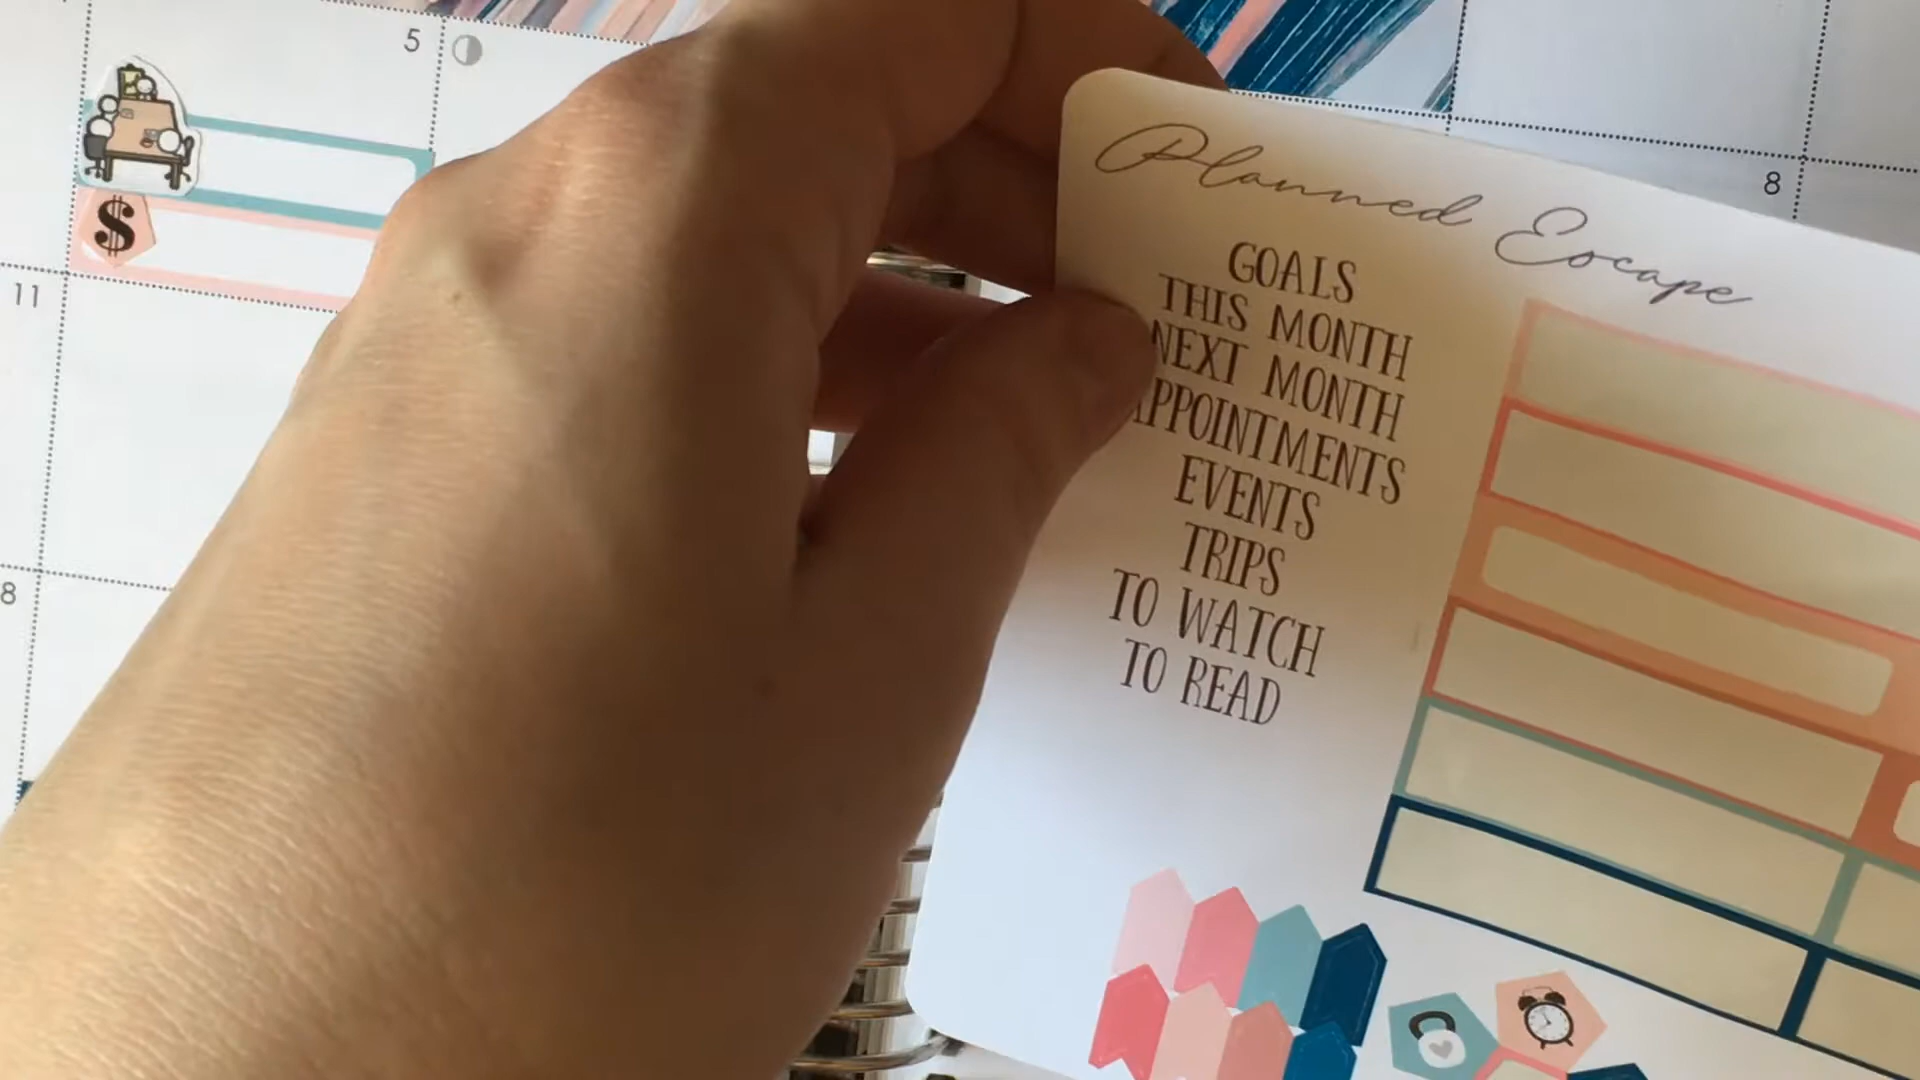 5
8
$
11
8
Planned Escape
GOALS
THIS MONTH
NEXT MONTH
APPOINTMENTS
EVENTS
TRIPS
TO WATCH
TO READ